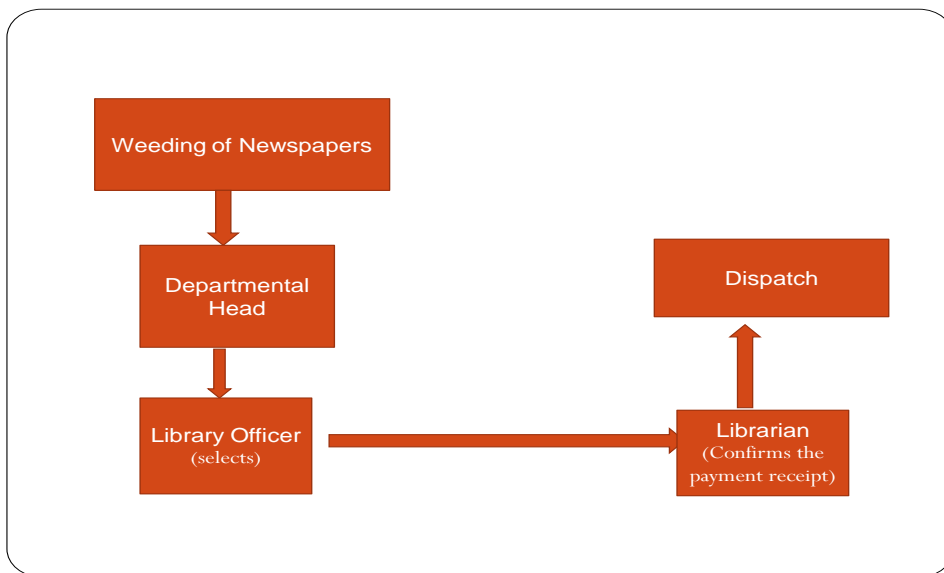 Weeding of Newspapers
Departmental
Head
Library Officer
(selects)
Dispatch
Librarian
(Confirms the
payment receipt)